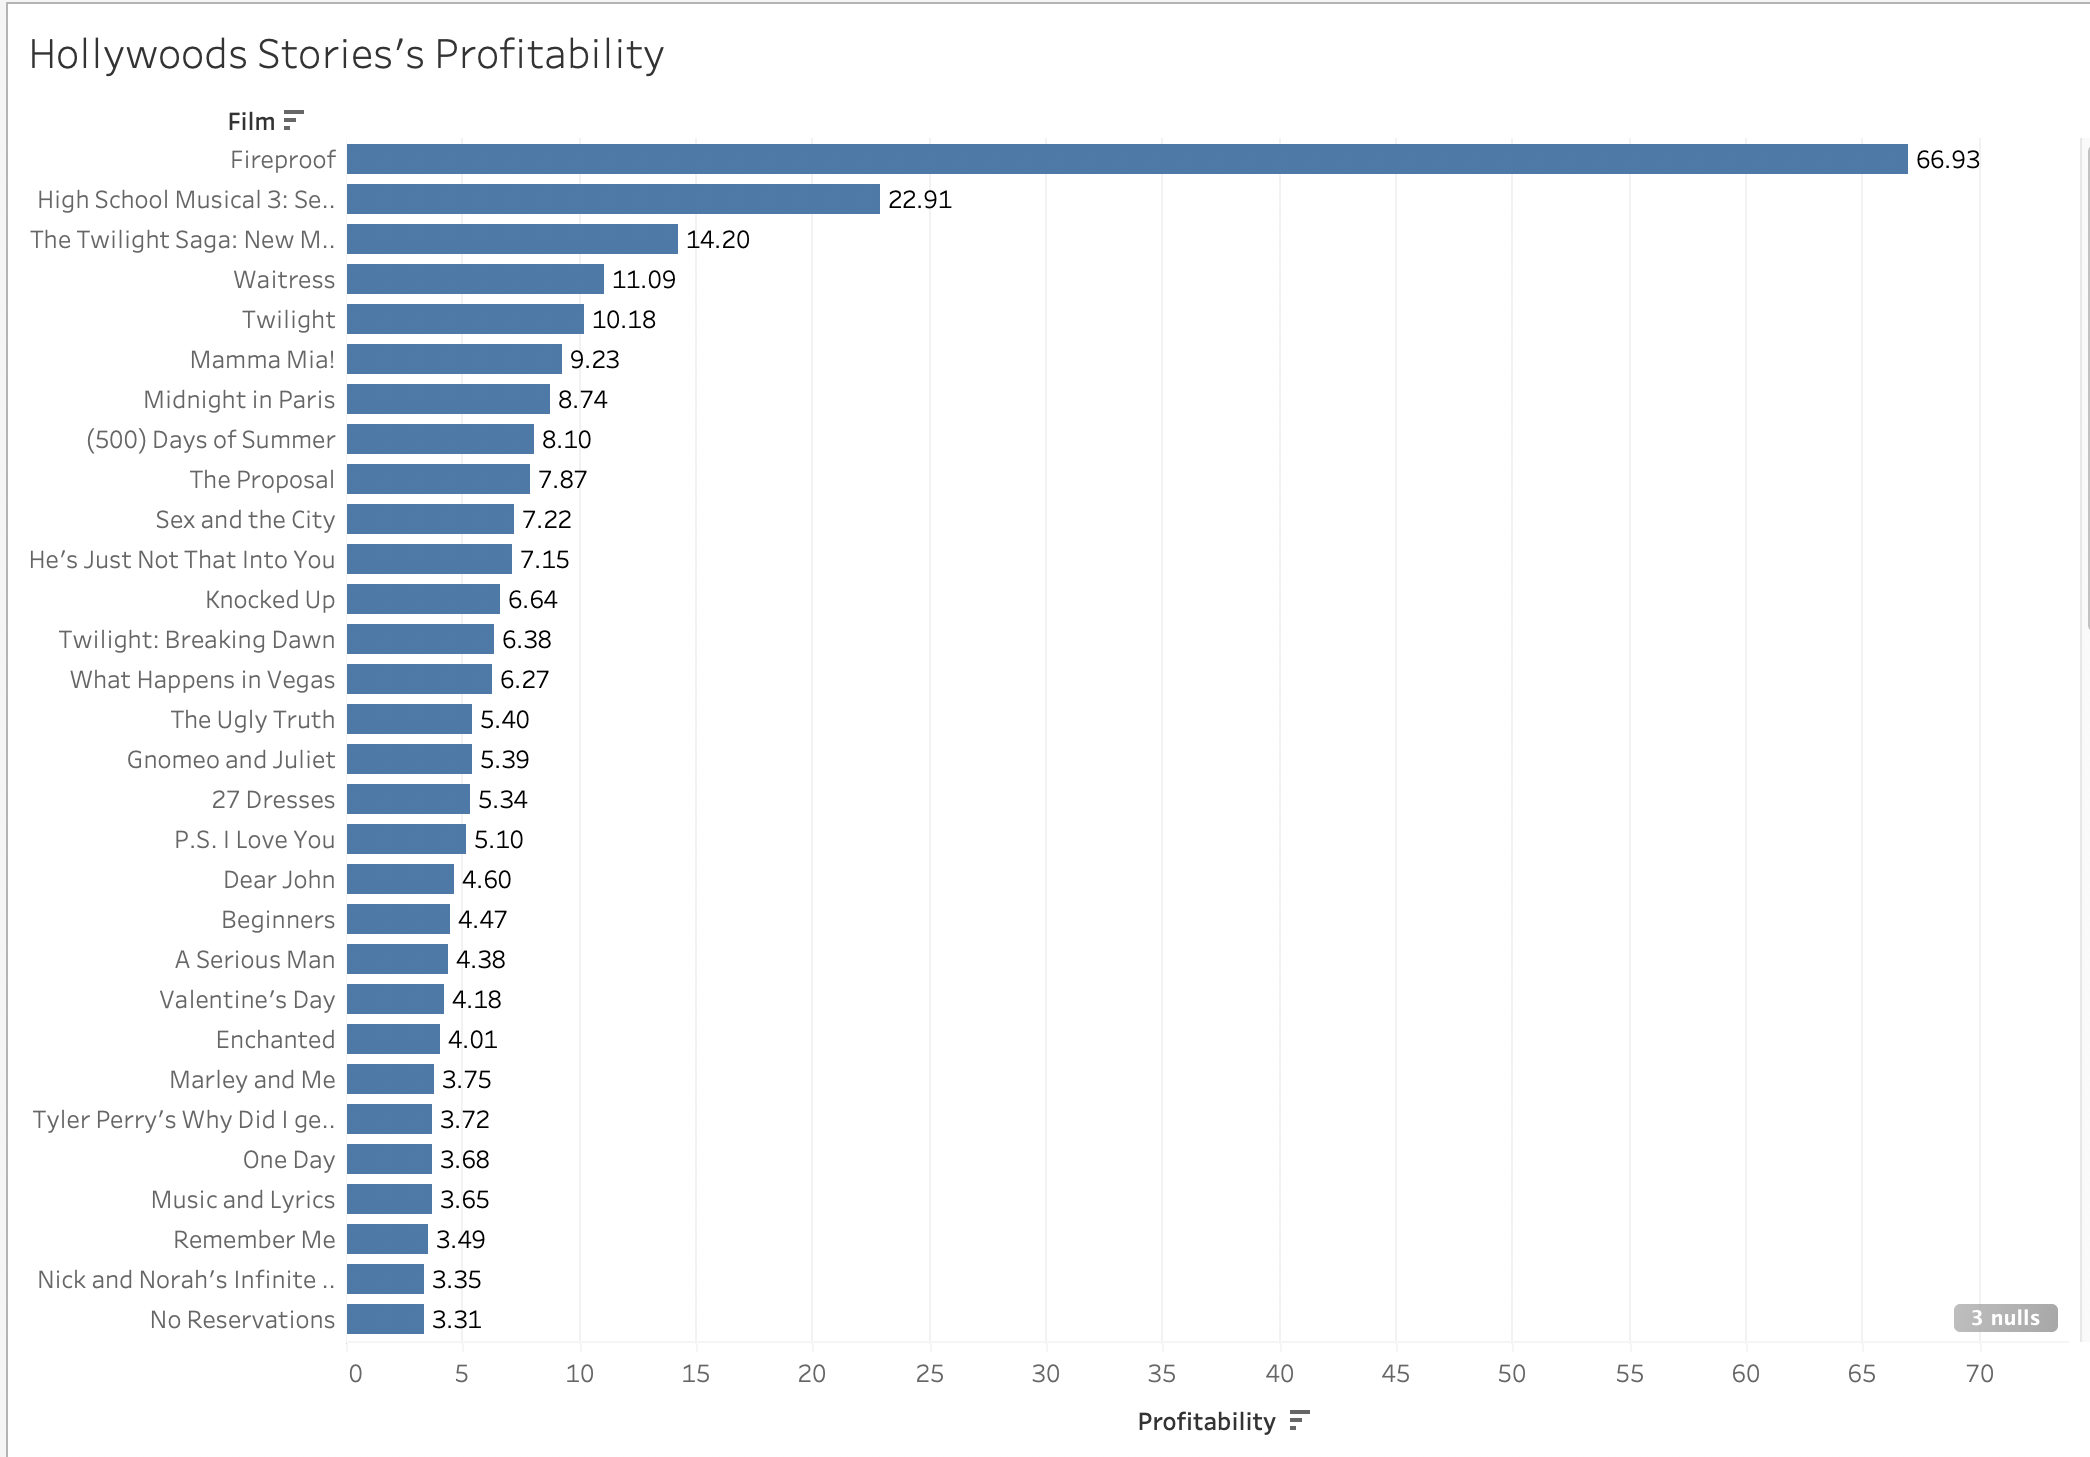 Hollywoods Stories's Profitability
Film
Fireproof 66.93
High School Musical 3: Se.. 22.91
The Twilight Saga: New M.. 14.20
Waitress 11.09
Twilight 10.18
Mamma Mia! 9.23
Midnight in Paris 8.74
(500) Days of Summer 8.10
The Proposal 7.87
Sex and the City 7.22
He's Just Not That Into You 7.15
Knocked Up 6.64
Twilight: Breaking Dawn 6.38
What Happens in Vegas 6.27
The Ugly Truth 5.40
Gnomeo and Juliet 5.39
27 Dresses 5.34
P.S. I Love You 5.10
Dear John 4.60
Beginners 4.47
A Serious Man 4.38
Valentine's Day 4.18
Enchanted 4.01
Marley and Me 3.75
Tyler Perry's Why Did I ge.. 3.72
One Day 3.68
Music and Lyrics 3.65
Remember Me 3.49
Nick and Norah's Infinite .. 3.35
No Reservations 3.31
3 nulls
0 5 10 15 20 25 30 35 40 45 50 55 60 65 70
Profitability